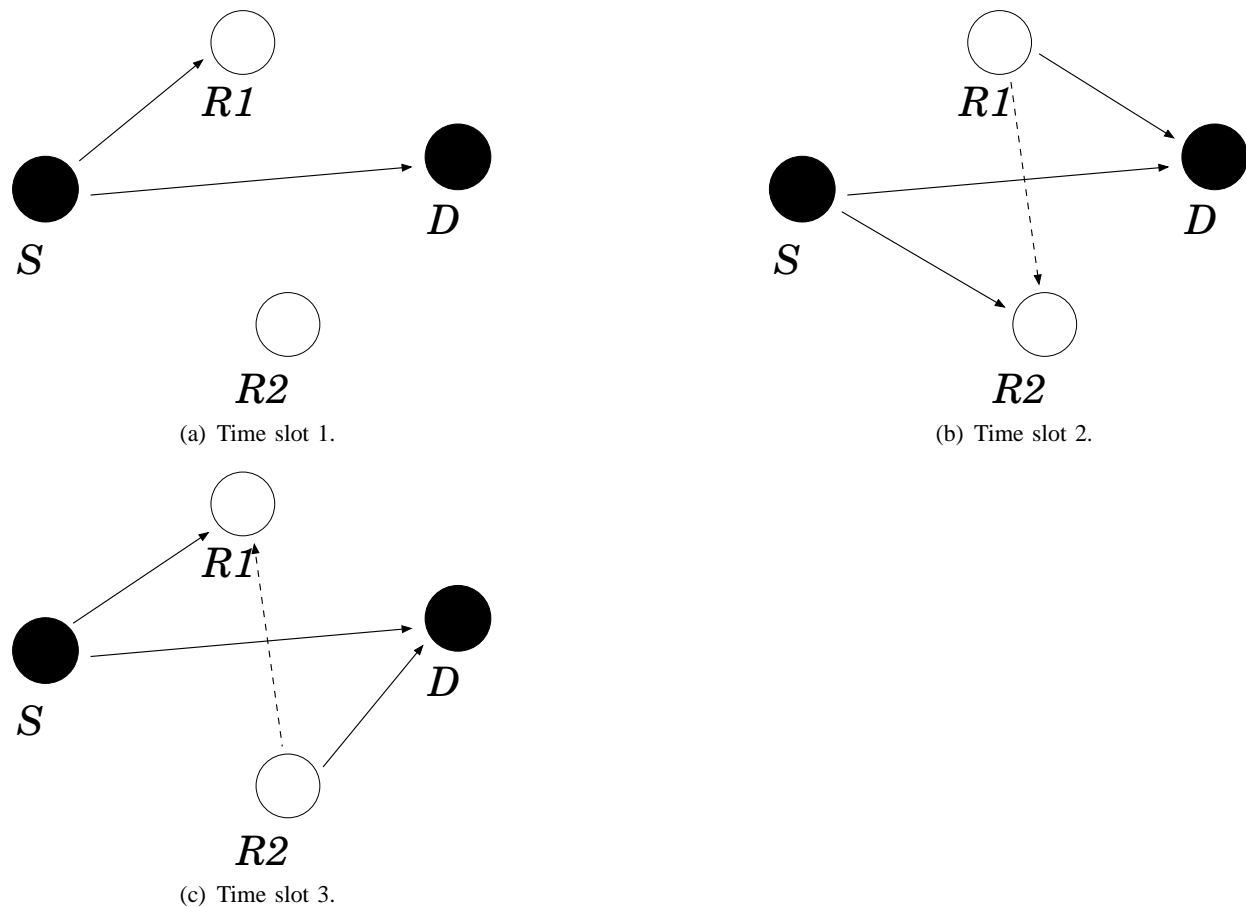 R1
D
S
R2
(a) Time slot 1.
R1
D
S
R2
(b) Time slot 2.
R1
D
S
R2
(c) Time slot 3.